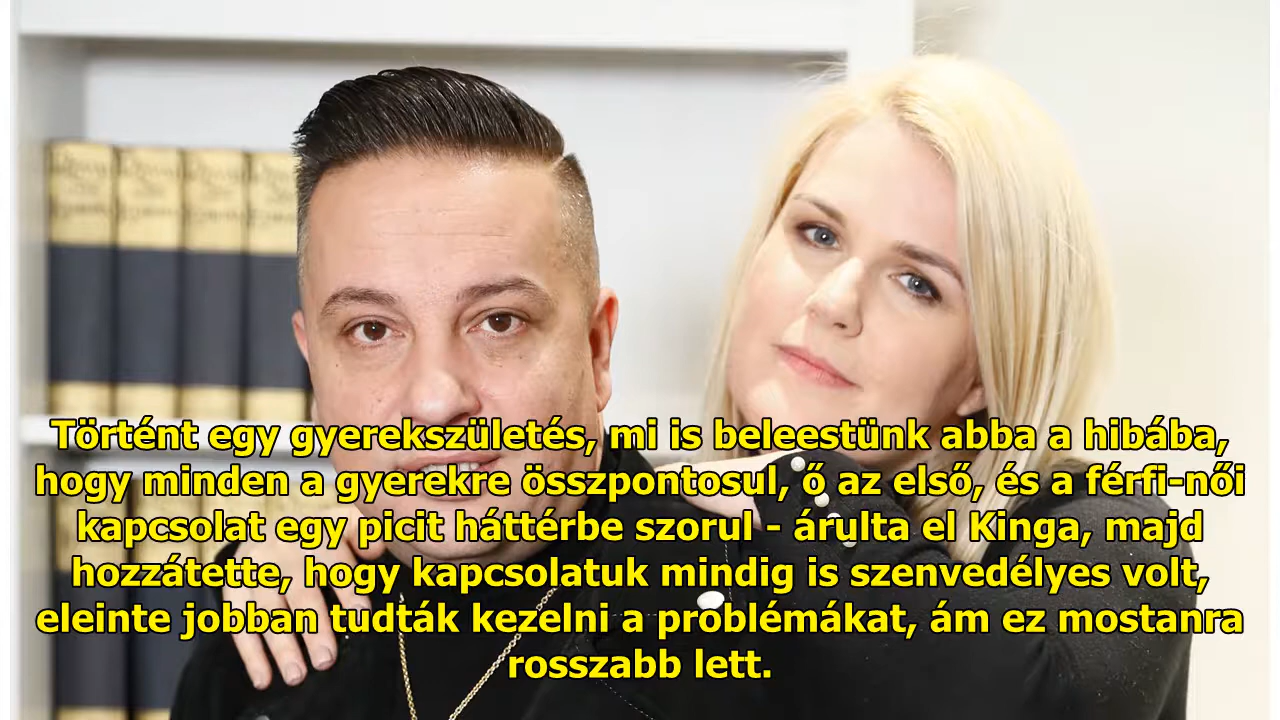 Történt egy gyerekszületés, mi is beleestünk abba a hibába,
hogy minden a gyerekre összpontosul, ő az első, és a férfi-női
kapcsolat egy picit háttérbe szorul - árulta el Kinga, majd
hozzátette, hogy kapcsolatuk mindig is szenvedélyes volt,
eleinte jobban tudták kezelni a problémákat, ám ez mostanra
rosszabb lett.